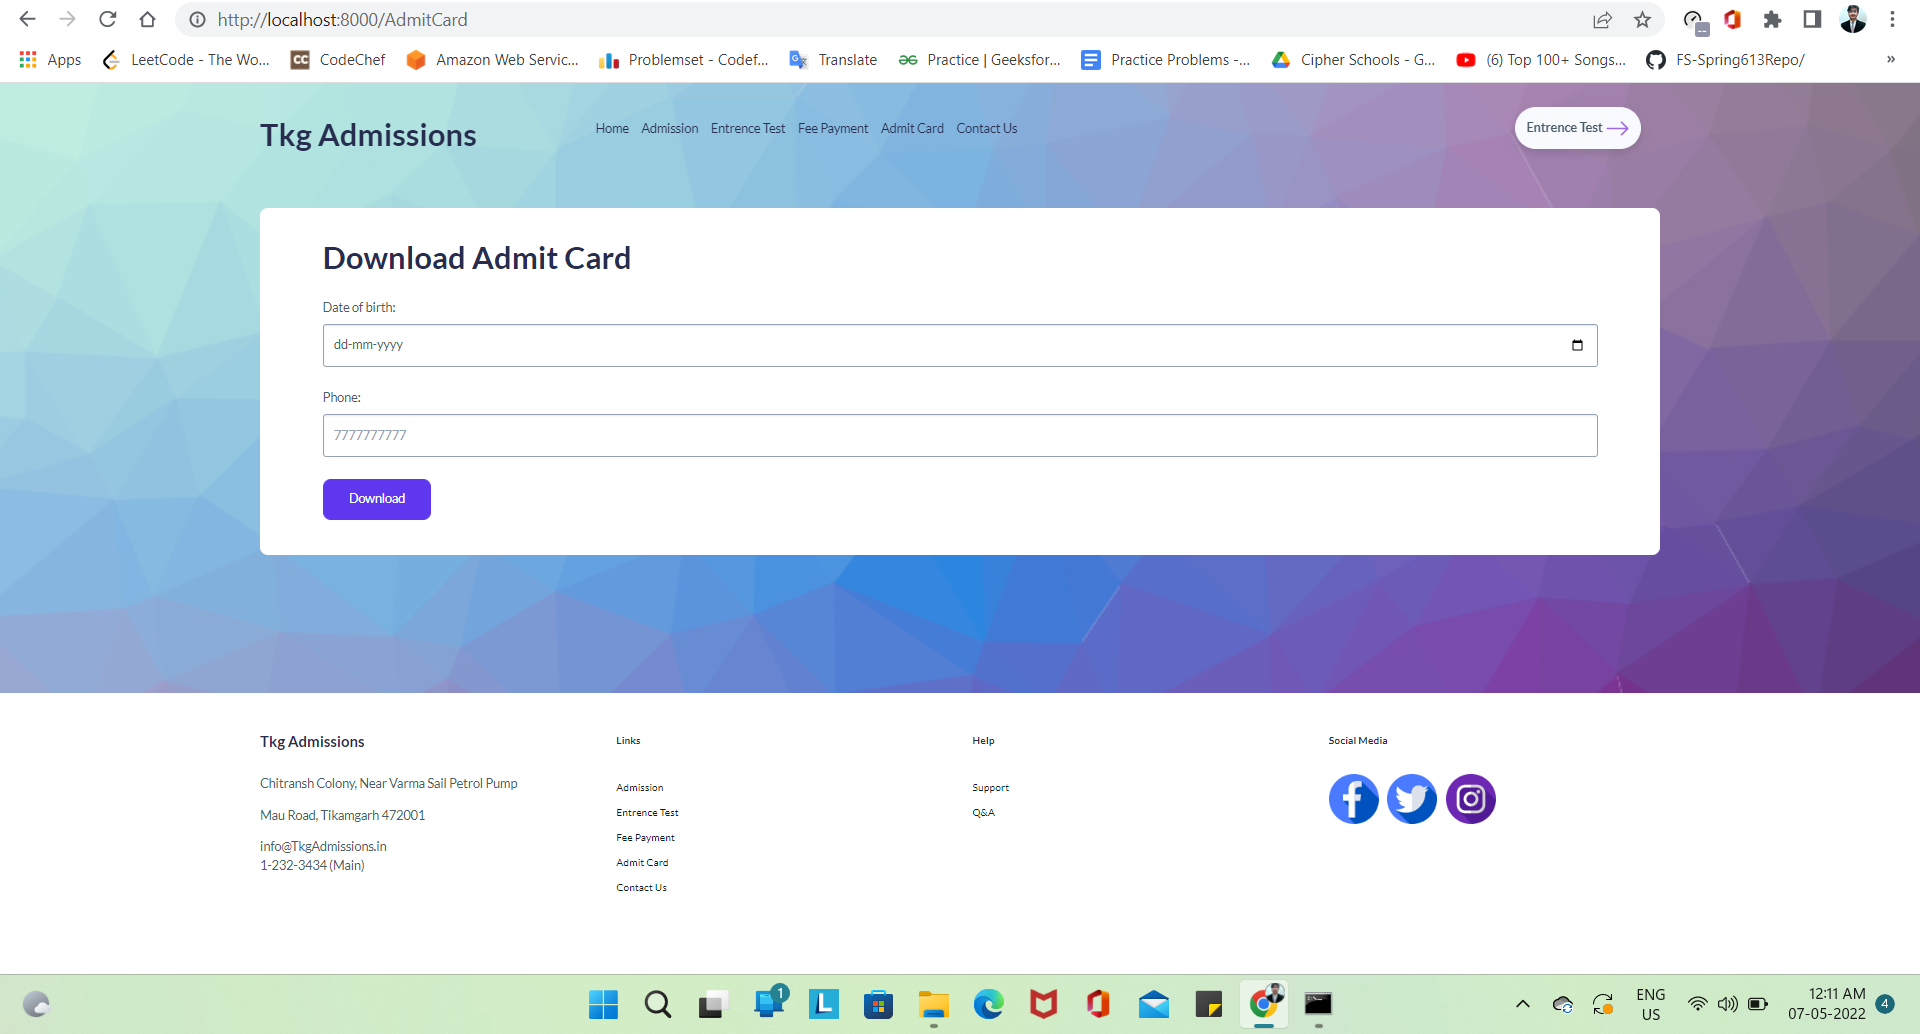 http://localhost:8000/AdmitCard
Apps LeetCode - The Wo... CodeChef Amazon Web Servic... Problemset - Codef... Translate Practice | Geeksfor... Practice Problems -... Cipher Schools - G... (6) Top 100+ Songs... FS-Spring613Repo/ »
Tkg Admissions
Home Admission Entrence Test Fee Payment Admit Card Contact Us
Entrence Test
Download Admit Card
Date of birth:
dd-mm-yyyy
Phone:
7777777777
Download
Tkg Admissions
Chitransh Colony, Near Varma Sail Petrol Pump
Mau Road, Tikamgarh 472001
info@TkgAdmissions.in
1-232-3434 (Main)
Links
Admission
Entrence Test
Fee Payment
Admit Card
Contact Us
Help
Support
Q&A
Social Media
1
L
ENG
US
12:11 AM
07-05-2022
4